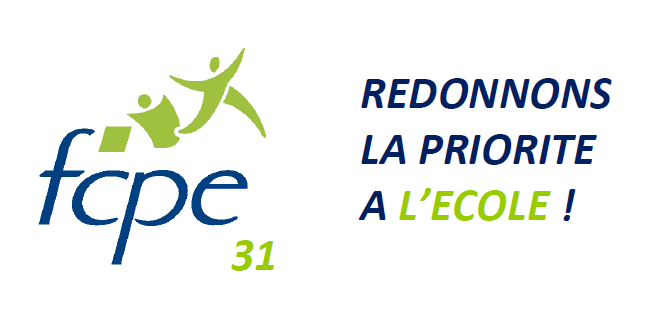 fcpe
31
REDONNONS
LA PRIORITE
A L’ECOLE !